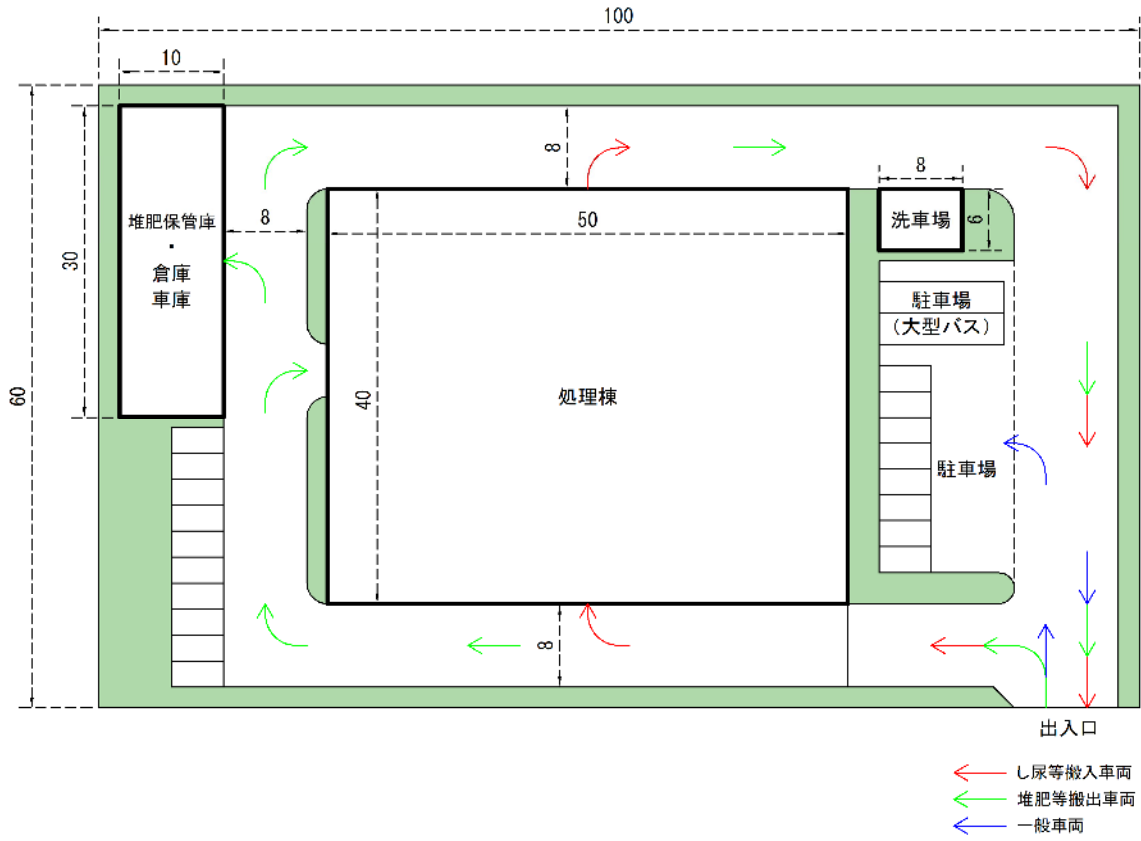 100
10
8
8
洗車場
6
堆肥保管庫
・
倉庫
車庫
30
8
50
駐車場
(大型バス)
60
40
処理棟
駐車場
8
出入口
し尿等搬入車両
堆肥等搬出車両
一般車両